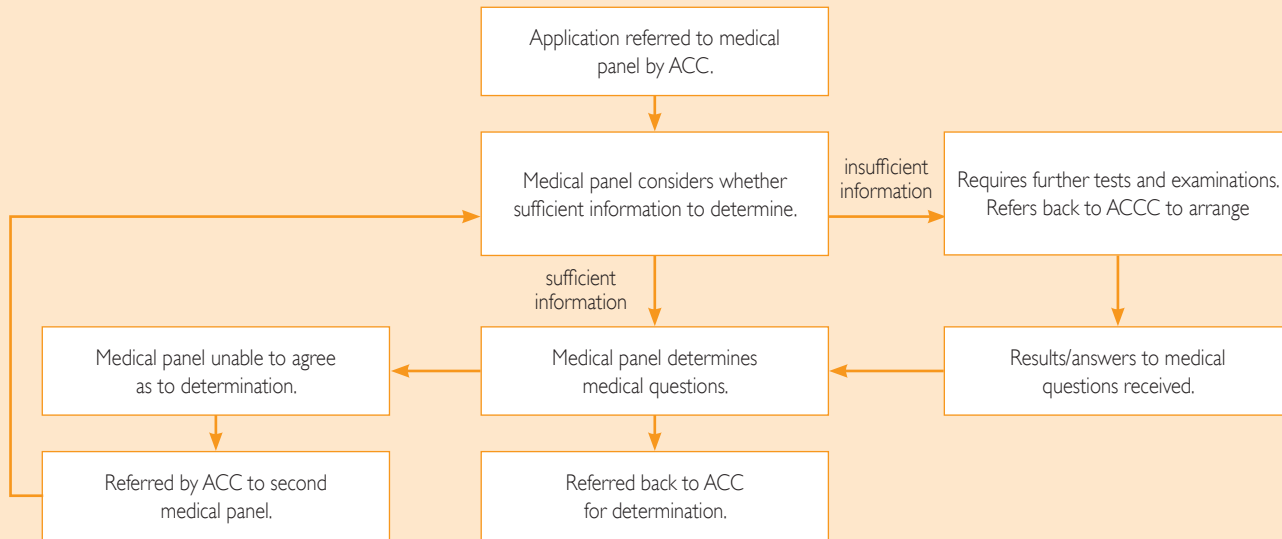 Application referred to medical
panel by ACC.
Medical panel considers whether
sufficient information to determine.
insufficient
information
Requires further tests and examinations.
Refers back to ACCC to arrange
sufficient
information
Medical panel unable to agree
as to determination.
Medical panel determines
medical questions.
Results/answers to medical
questions received.
Referred by ACC to second
medical panel.
Referred back to ACC
for determination.